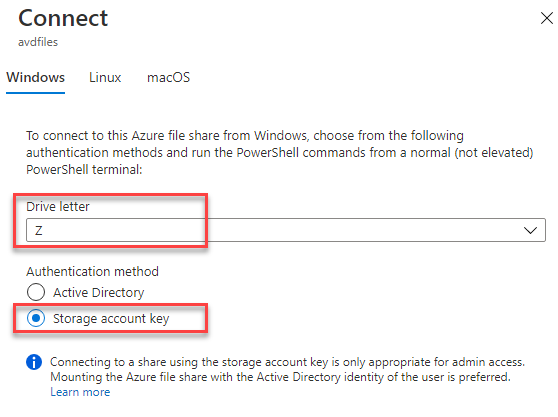 Connect
avdfiles
Windows Linux macOS
To connect to this Azure file share from Windows, choose from the following
authentication methods and run the PowerShell commands from a normal (not elevated)
PowerShell terminal:
Drive letter
Z
Authentication method
Active Directory
Storage account key
Connecting to a share using the storage account key is only appropriate for admin access.
Mounting the Azure file share with the Active Directory identity of the user is preferred.
Learn more